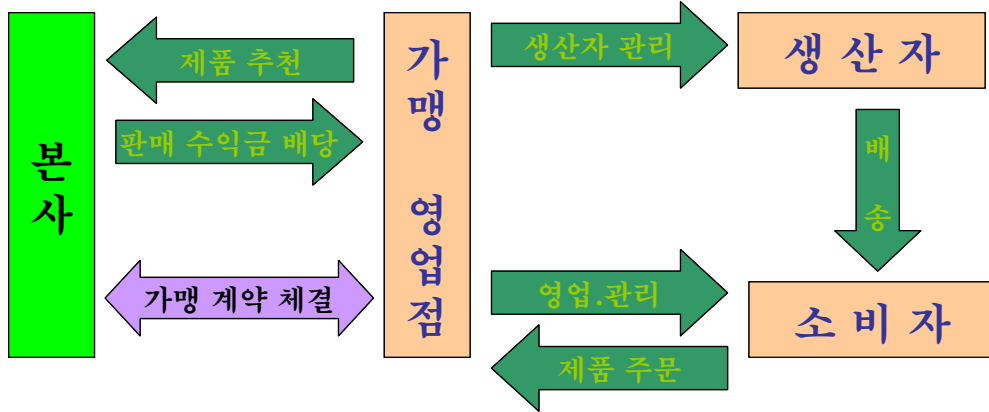 본사
제품 추천
판매 수익금 배당
가맹 계약 체결
가맹 영업점
생산자 관리
생 산 자
배 송
영업.관리
제품 주문
소 비 자